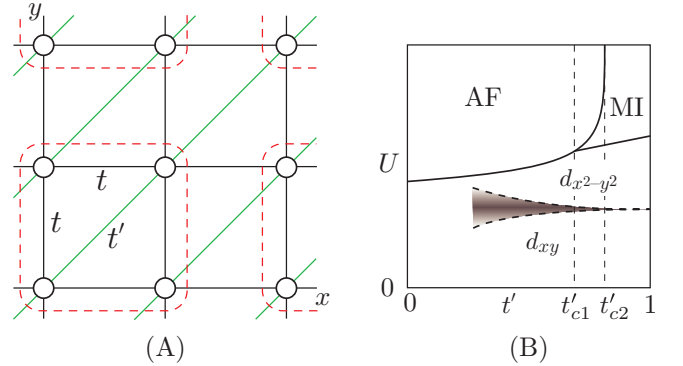 y
t
t
t′
x
(A)
AF
MI
U
d_{x²−y²}
d_{xy}
0
0 t′ t′_{c1} t′_{c2} 1
(B)